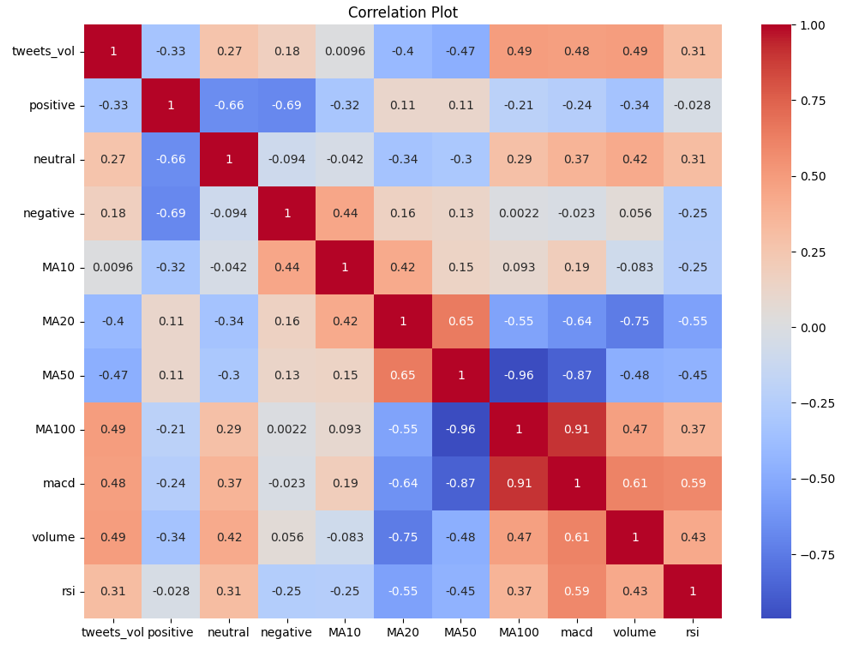 Correlation Plot
tweets_vol 1 -0.33 0.27 0.18 0.0096 -0.4 -0.47 0.49 0.48 0.49 0.31
positive -0.33 1 -0.66 -0.69 -0.32 0.11 0.11 -0.21 -0.24 -0.34 -0.028
neutral 0.27 -0.66 1 -0.094 -0.042 -0.34 -0.3 0.29 0.37 0.42 0.31
negative 0.18 -0.69 -0.094 1 0.44 0.16 0.13 0.0022 -0.023 0.056 -0.25
MA10 0.0096 -0.32 -0.042 0.44 1 0.42 0.15 0.093 0.19 -0.083 -0.25
MA20 -0.4 0.11 -0.34 0.16 0.42 1 0.65 -0.55 -0.64 -0.75 -0.55
MA50 -0.47 0.11 -0.3 0.13 0.15 0.65 1 -0.96 -0.87 -0.48 -0.45
MA100 0.49 -0.21 0.29 0.0022 0.093 -0.55 -0.96 1 0.91 0.47 0.37
macd 0.48 -0.24 0.37 -0.023 0.19 -0.64 -0.87 0.91 1 0.61 0.59
volume 0.49 -0.34 0.42 0.056 -0.083 -0.75 -0.48 0.47 0.61 1 0.43
rsi 0.31 -0.028 0.31 -0.25 -0.25 -0.55 -0.45 0.37 0.59 0.43 1
tweets_vol positive neutral negative MA10 MA20 MA50 MA100 macd volume rsi
1.00
0.75
0.50
0.25
0.00
−0.25
−0.50
−0.75